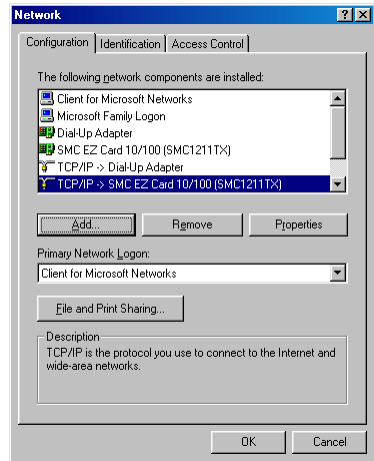 Network
Configuration Identification Access Control
The following network components are installed:
Client for Microsoft Networks
Microsoft Family Logon
Dial-Up Adapter
SMC EZ Card 10/100 (SMC1211TX)
TCP/IP -> Dial-Up Adapter
TCP/IP -> SMC EZ Card 10/100 (SMC1211TX)
Add... Remove Properties
Primary Network Logon:
Client for Microsoft Networks
File and Print Sharing...
Description
TCP/IP is the protocol you use to connect to the Internet and
wide-area networks.
OK Cancel